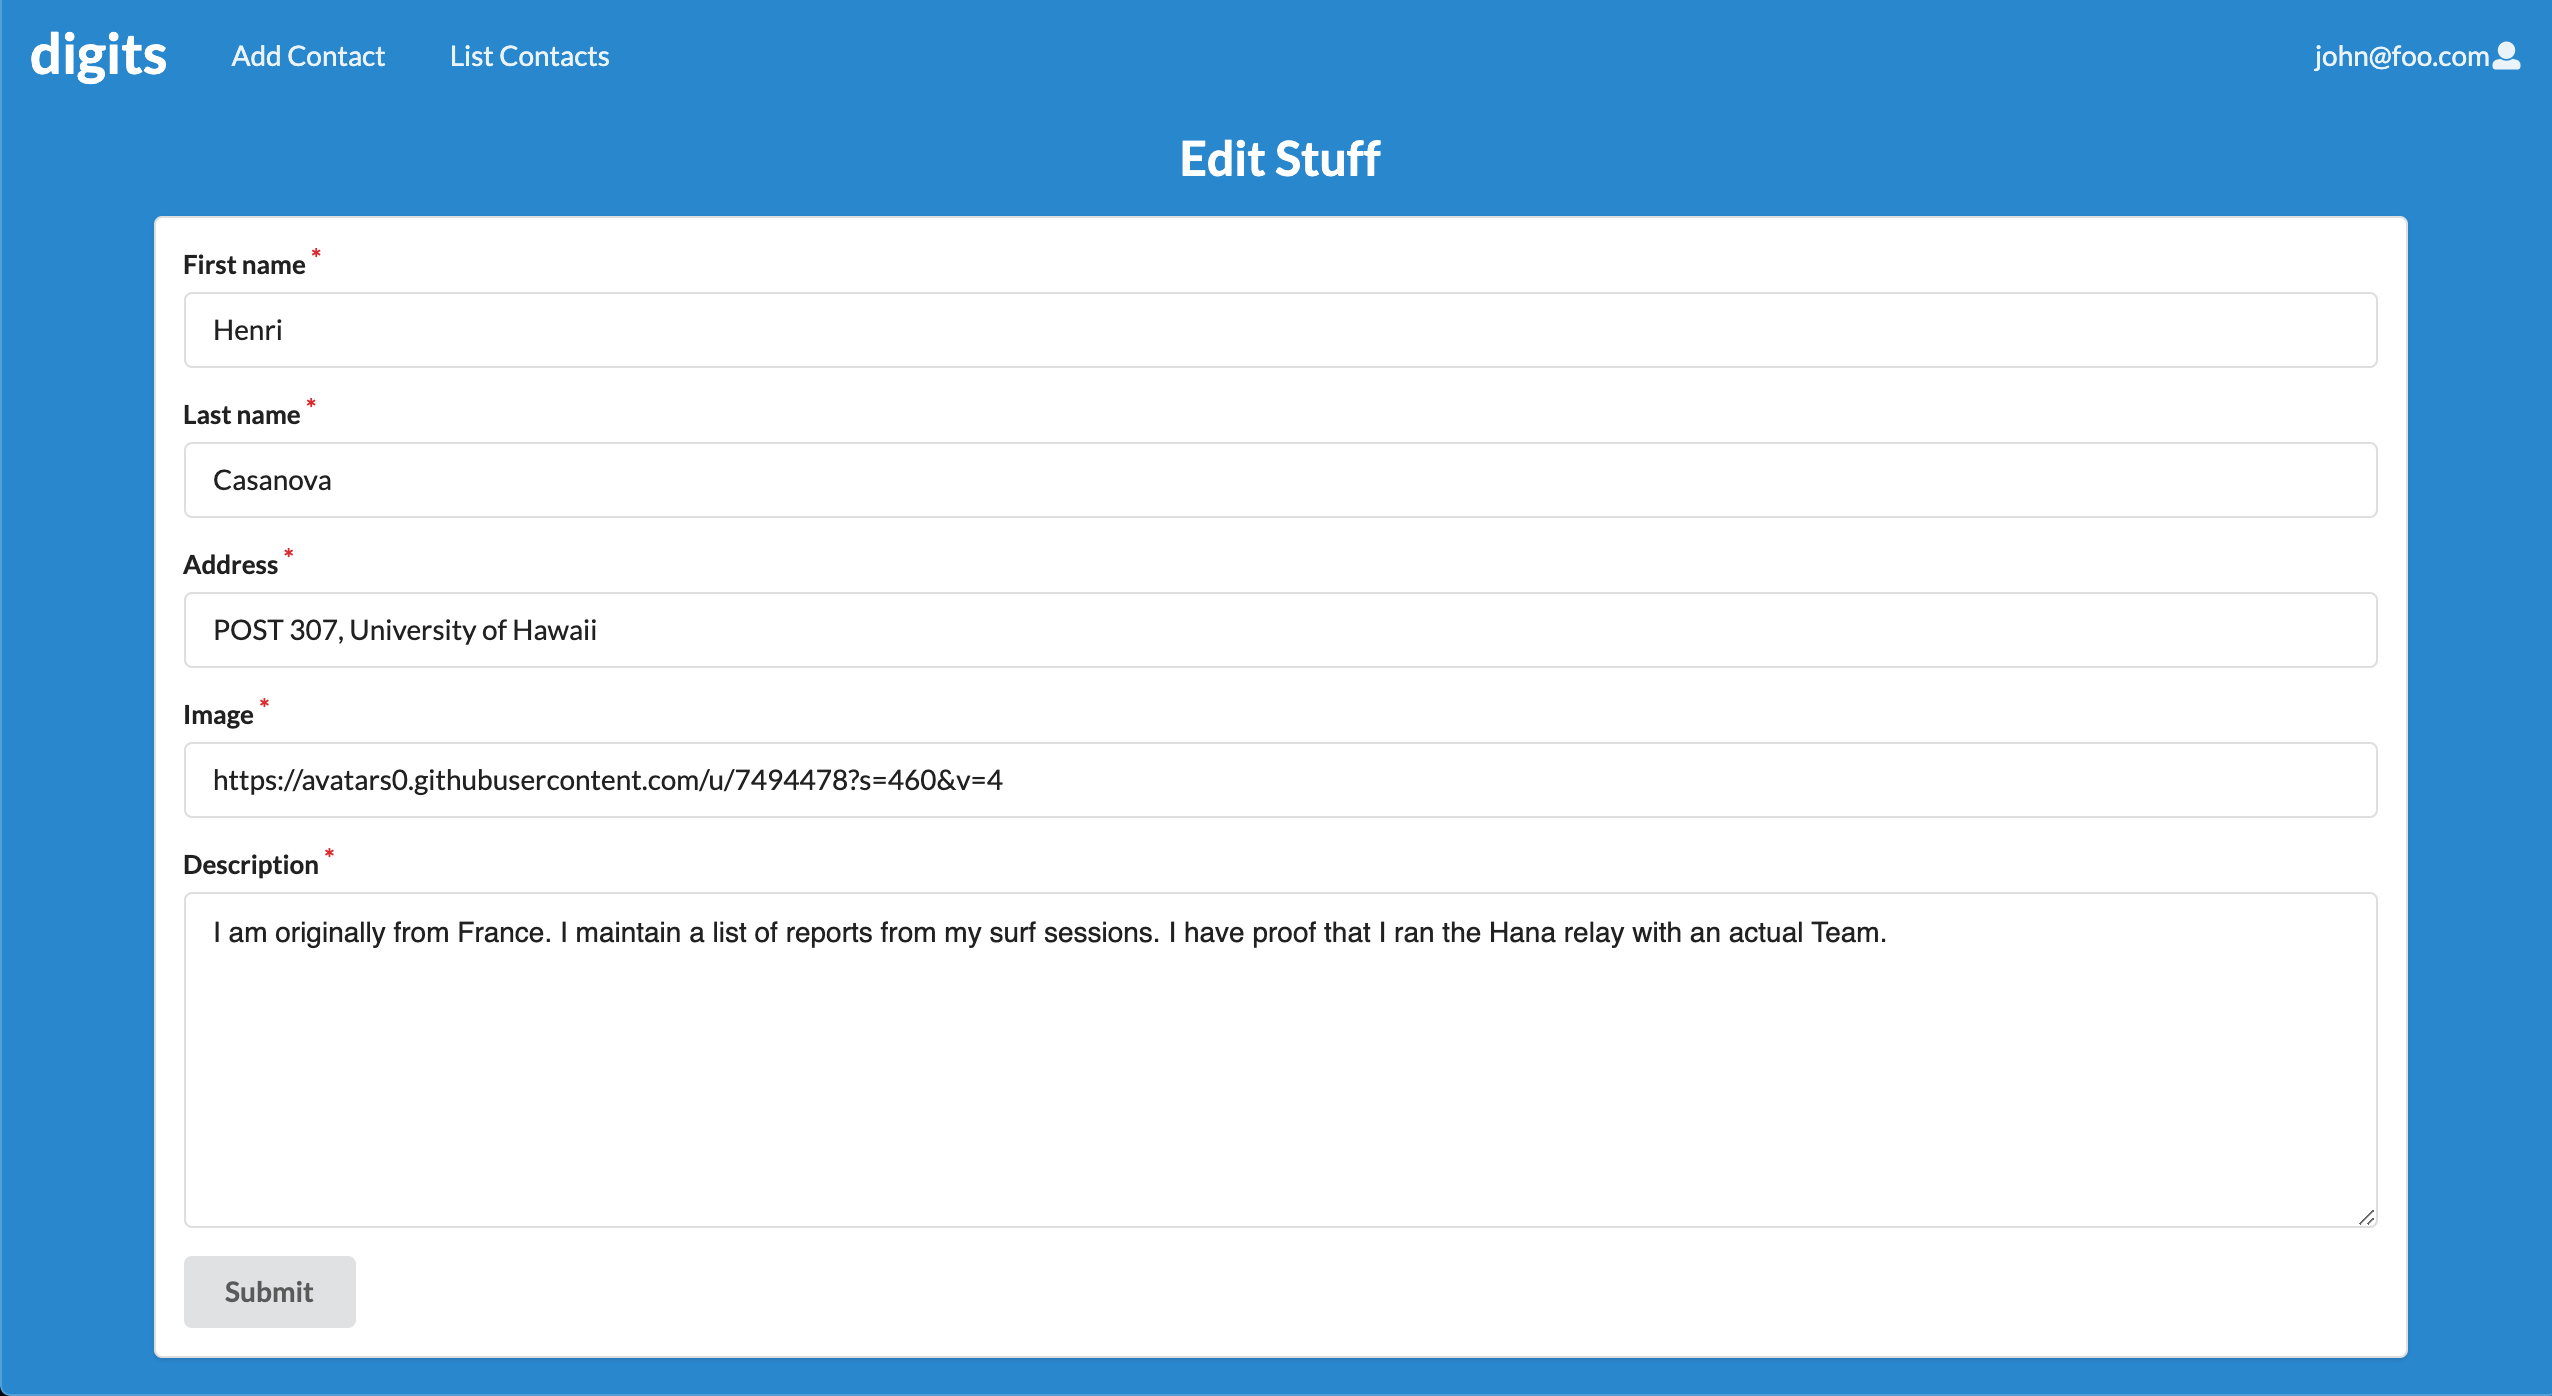 digits Add Contact List Contacts john@foo.com
Edit Stuff
First name *
Henri
Last name *
Casanova
Address *
POST 307, University of Hawaii
Image *
https://avatars0.githubusercontent.com/u/7494478?s=460&v=4
Description *
I am originally from France. I maintain a list of reports from my surf sessions. I have proof that I ran the Hana relay with an actual Team.
Submit